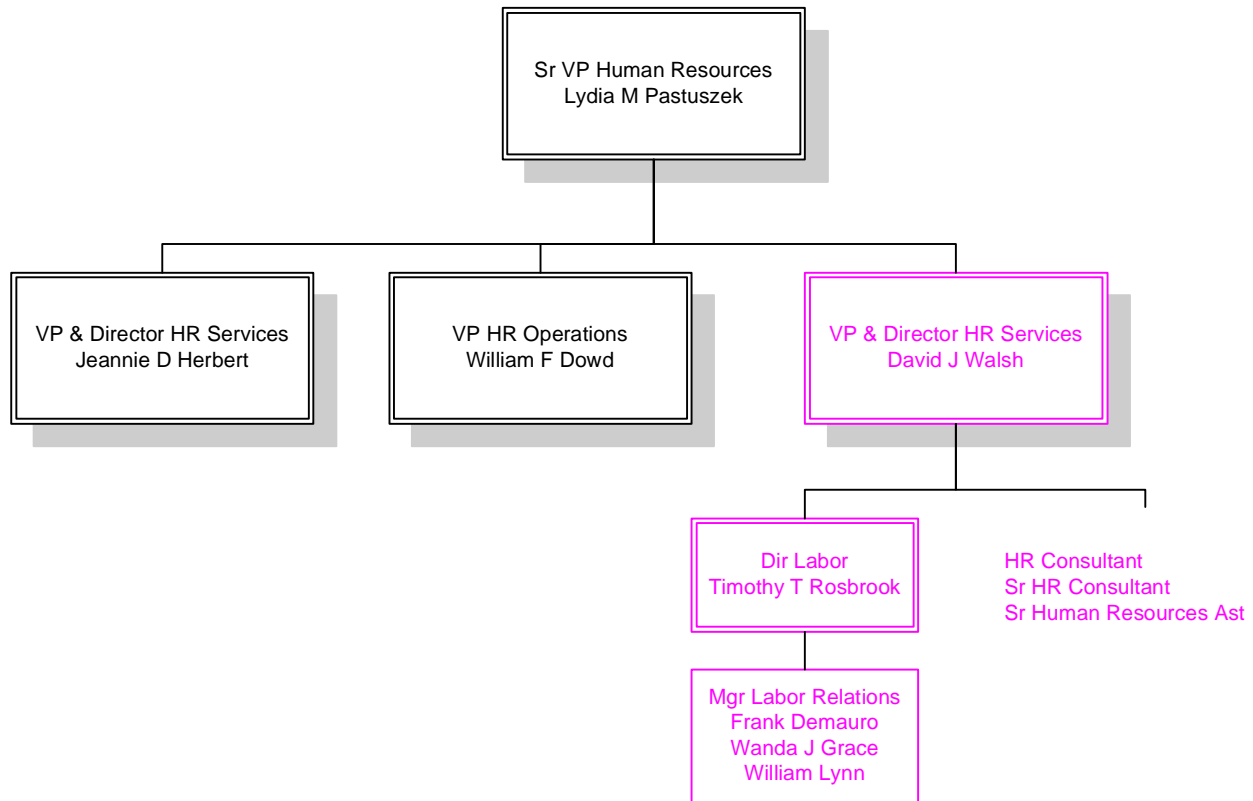 Sr VP Human Resources
Lydia M Pastuszek
VP & Director HR Services
Jeannie D Herbert
VP HR Operations
William F Dowd
VP & Director HR Services
David J Walsh
Dir Labor
Timothy T Rosbrook
HR Consultant
Sr HR Consultant
Sr Human Resources Ast
Mgr Labor Relations
Frank Demauro
Wanda J Grace
William Lynn